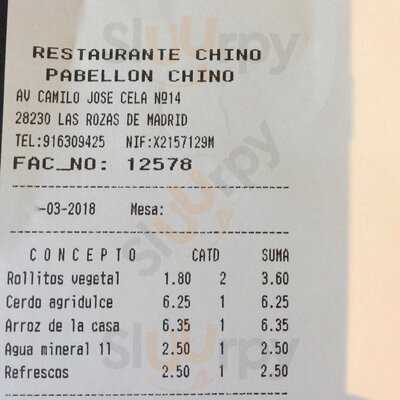 RESTAURANTE CHINO
PABELLON CHINO
AV CAMILO JOSE CELA Nº14
28230 LAS ROZAS DE MADRID
TEL:916309425 NIF:X2157129M
FAC_NO: 12578
-03-2018 Mesa:
CONCEPTO CATD SUMA
Rollitos vegetal 1.80 2 3.60
Cerdo agridulce 6.25 1 6.25
Arroz de la casa 6.35 1 6.35
Agua mineral 1l 2.50 1 2.50
Refrescos 2.50 1 2.50
Sluurpy
Sluurpy
Sluurpy